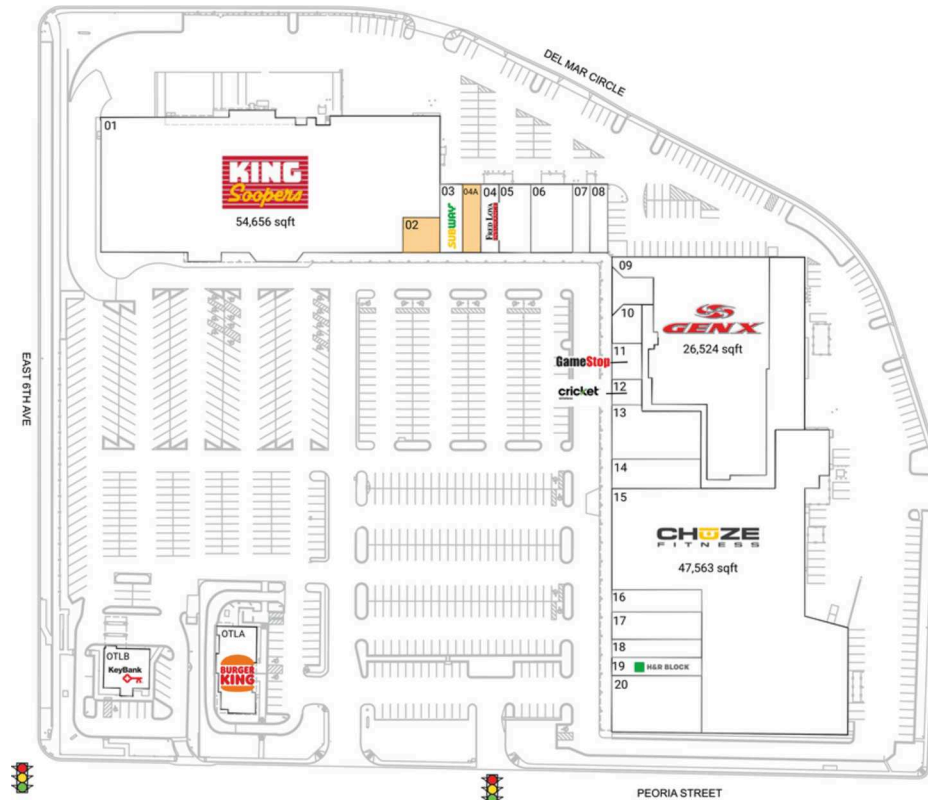 DEL MAR CIRCLE
01
KING
Soopers
54,656 sqft
02
03
SUBWAY
04A
04
FRED LOYA
05
06
07
08
09
GENX
26,524 sqft
10
11
GameStop
12
cricket
13
14
15
CHUZE
FITNESS
47,563 sqft
16
17
18
19
H&R BLOCK
20
EAST 6TH AVE
OTLB
KeyBank
OTLA
BURGER
KING
PEORIA STREET